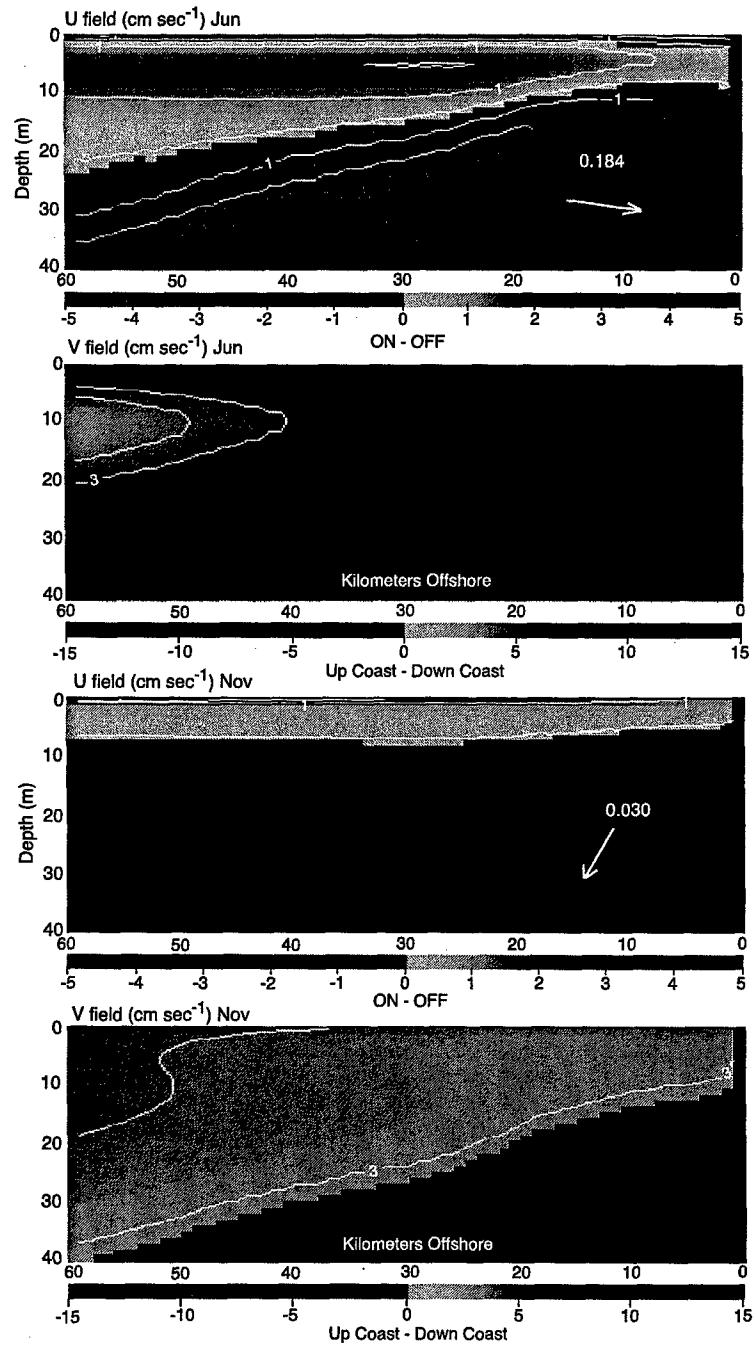 U field (cm sec⁻¹) Jun
0
10
20
30
40
Depth (m)
1
1
1
1
1
0.184
60 50 40 30 20 10 0
-5 -4 -3 -2 -1 0 1 2 3 4 5
ON - OFF
V field (cm sec⁻¹) Jun
0
10
20
30
40
3
Kilometers Offshore
60 50 40 30 20 10 0
-15 -10 -5 0 5 10 15
Up Coast - Down Coast
U field (cm sec⁻¹) Nov
0
10
20
30
40
Depth (m)
1
1
0.030
60 50 40 30 20 10 0
-5 -4 -3 -2 -1 0 1 2 3 4 5
ON - OFF
V field (cm sec⁻¹) Nov
0
10
20
30
40
3
3
Kilometers Offshore
60 50 40 30 20 10 0
-15 -10 -5 0 5 10 15
Up Coast - Down Coast